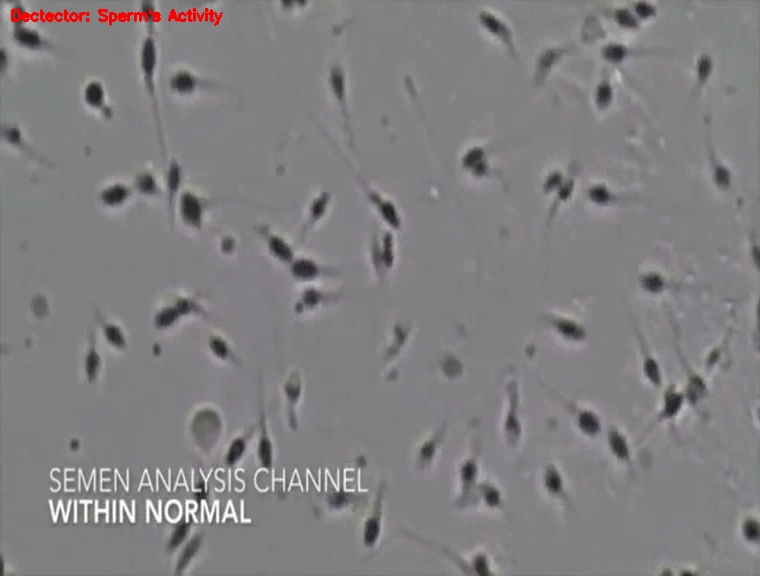 Dectector: Sperm's Activity
SEMEN ANALYSIS CHANNEL
WITHIN NORMAL